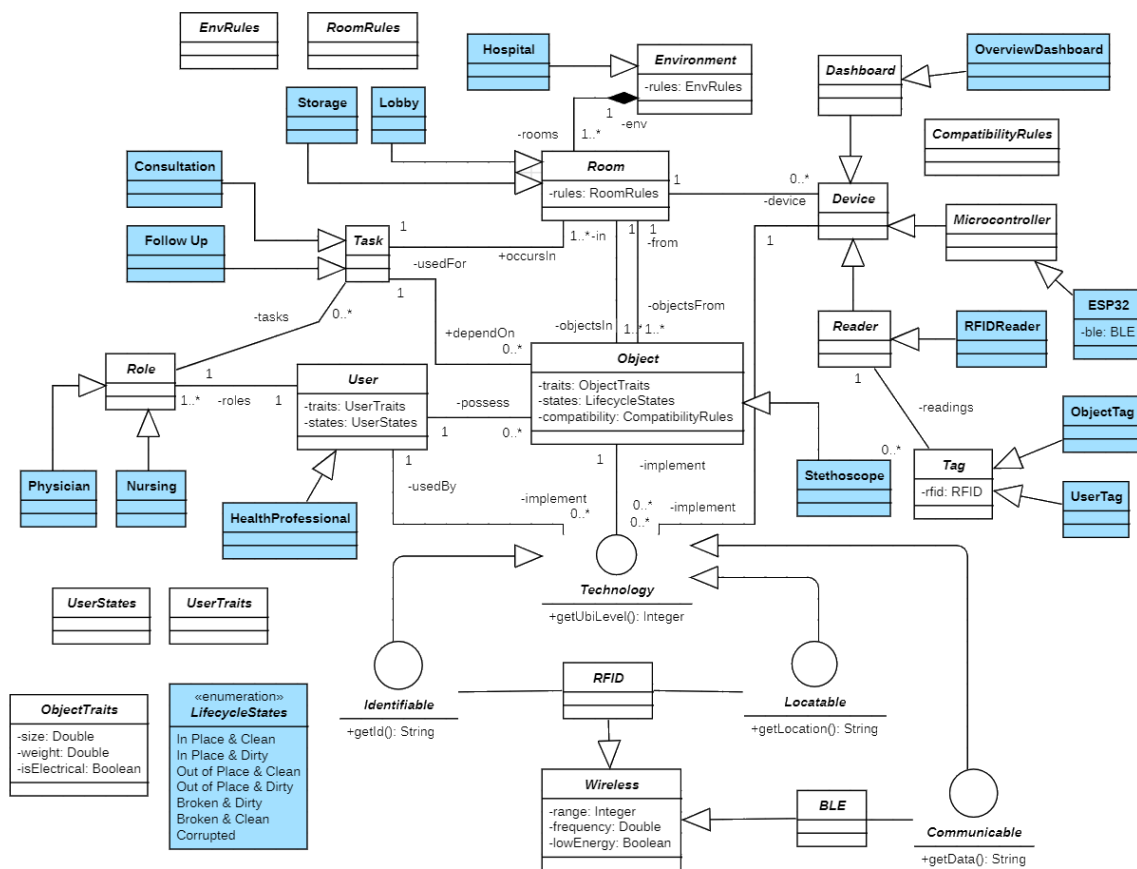 EnvRules
RoomRules
Hospital
Environment
-rules: EnvRules
Dashboard
OverviewDashboard
Storage
Lobby
1
-env
-rooms
1..*
CompatibilityRules
Consultation
Room
-rules: RoomRules
1
0..*
-device
Device
Microcontroller
Follow Up
Task
1
1..*
-in
1
1
-from
1
-usedFor
+occursIn
1
-tasks
0..*
+dependOn
0..*
-objectsIn
-objectsFrom
1..*
1..*
Reader
RFIDReader
ESP32
-ble: BLE
Role
1
1..*
-roles
1
User
-traits: UserTraits
-states: UserStates
-possess
1
0..*
Object
-traits: ObjectTraits
-states: LifecycleStates
-compatibility: CompatibilityRules
1
-readings
0..*
ObjectTag
Tag
-rfid: RFID
UserTag
Physician
Nursing
HealthProfessional
1
-usedBy
1
-implement
Stethoscope
-implement
0..*
0..*
0..*
-implement
Technology
+getUbiLevel(): Integer
UserStates
UserTraits
ObjectTraits
-size: Double
-weight: Double
-isElectrical: Boolean
«enumeration»
LifecycleStates
In Place & Clean
In Place & Dirty
Out of Place & Clean
Out of Place & Dirty
Broken & Dirty
Broken & Clean
Corrupted
Identifiable
+getId(): String
RFID
Locatable
+getLocation(): String
Wireless
-range: Integer
-frequency: Double
-lowEnergy: Boolean
BLE
Communicable
+getData(): String